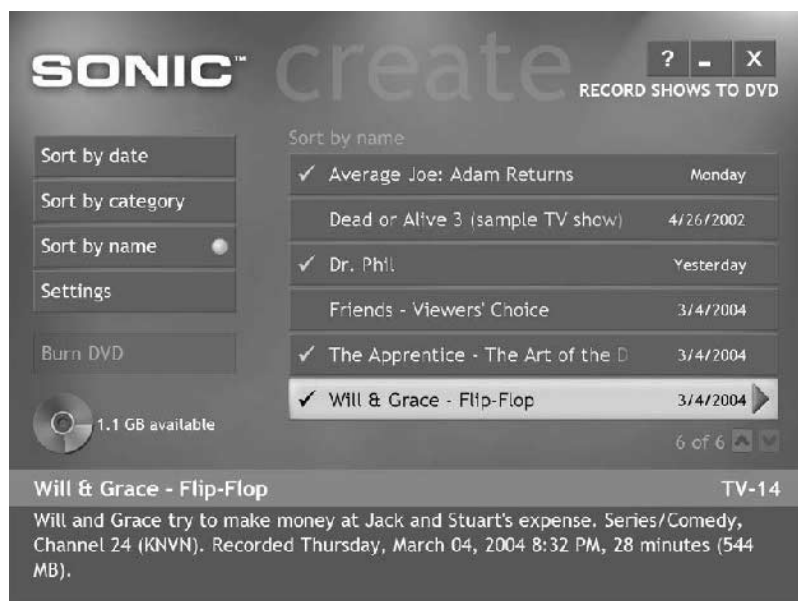 SONIC™
create
? - X
RECORD SHOWS TO DVD
Sort by date
Sort by category
Sort by name
Settings
Burn DVD
1.1 GB available
Sort by name
✓ Average Joe: Adam Returns Monday
Dead or Alive 3 (sample TV show) 4/26/2002
✓ Dr. Phil Yesterday
Friends - Viewers' Choice 3/4/2004
✓ The Apprentice - The Art of the D 3/4/2004
✓ Will & Grace - Flip-Flop 3/4/2004
6 of 6
Will & Grace - Flip-Flop TV-14
Will and Grace try to make money at Jack and Stuart's expense. Series/Comedy,
Channel 24 (KNVN). Recorded Thursday, March 04, 2004 8:32 PM, 28 minutes (544
MB).